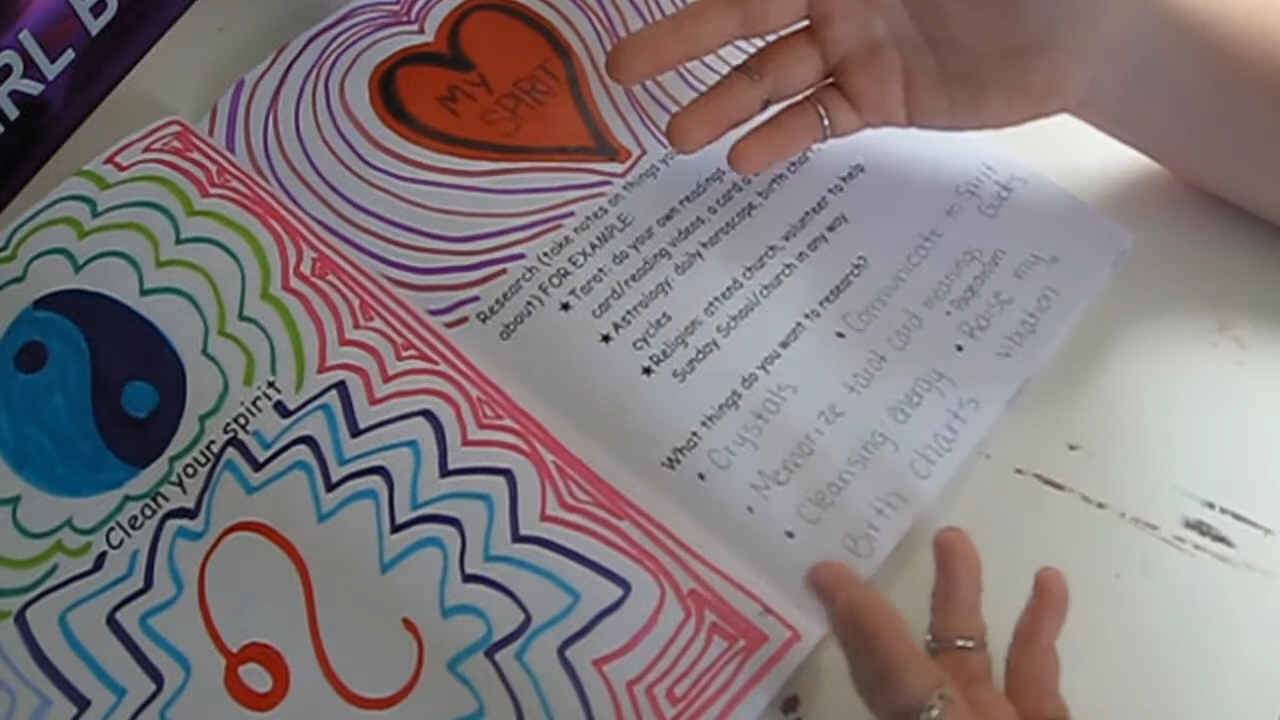 RL B
MY
SPIRIT
Clean your spirit
Research (take notes on things
about) FOR EXAMPLE
★Tarot: do your own readings,
card/reading videos, a card
★Astrology: daily horoscope, birth chart,
cycles
★Religion: attend church, volunteer to help
Sunday School/church in any way
What things do you want to research?
• Crystals
• Memorize tarot card meanings
• Cleansing energy
Birth charts
• Communicate to Spirit
Guides
• Paganism
• Raise my
vibration